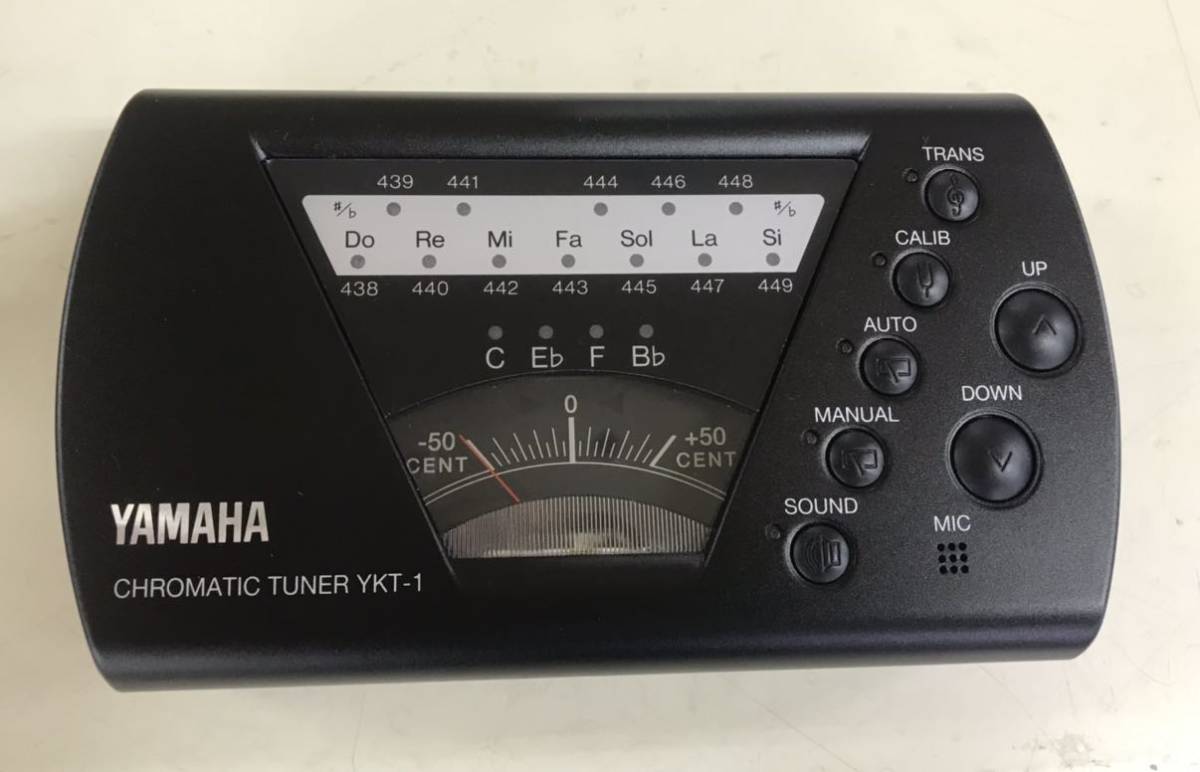 TRANS
439 441 444 446 448
♯/♭ ♯/♭
Do Re Mi Fa Sol La Si
438 440 442 443 445 447 449
CALIB
UP
AUTO
C E♭ F B♭
DOWN
0
-50 +50
CENT CENT
MANUAL
SOUND
MIC
YAMAHA
CHROMATIC TUNER YKT-1